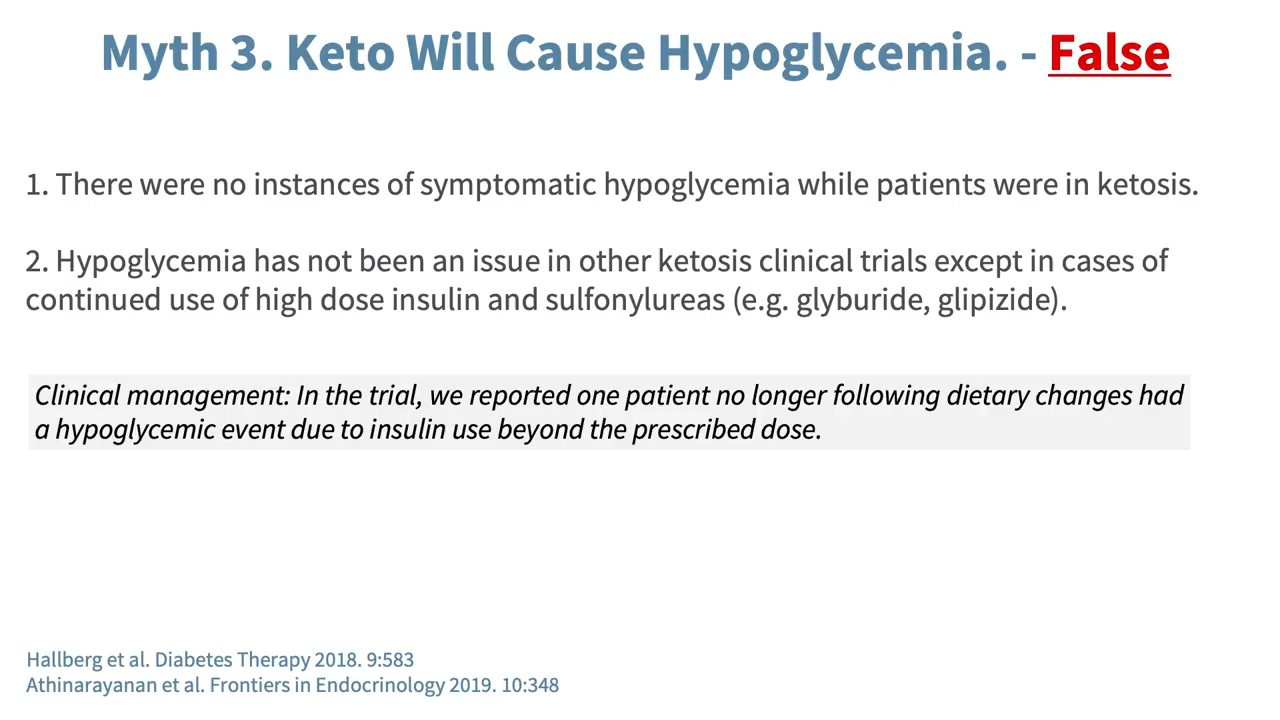 Myth 3. Keto Will Cause Hypoglycemia. - False
1. There were no instances of symptomatic hypoglycemia while patients were in ketosis.
2. Hypoglycemia has not been an issue in other ketosis clinical trials except in cases of
continued use of high dose insulin and sulfonylureas (e.g. glyburide, glipizide).
Clinical management: In the trial, we reported one patient no longer following dietary changes had
a hypoglycemic event due to insulin use beyond the prescribed dose.
Hallberg et al. Diabetes Therapy 2018. 9:583
Athinarayanan et al. Frontiers in Endocrinology 2019. 10:348